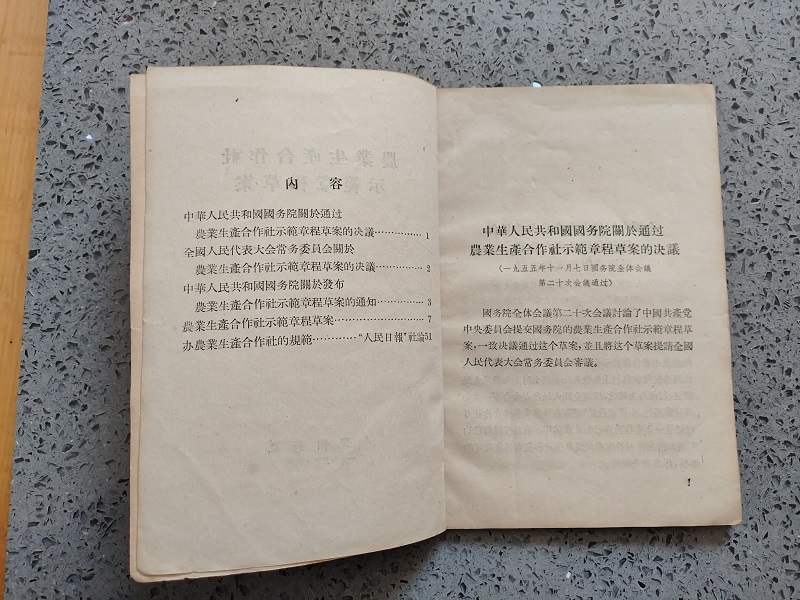 內 容
中華人民共和國國务院關於通过
農業生產合作社示範章程草案的决議……………1
全國人民代表大会常务委員会關於
農業生產合作社示範章程草案的决議……………2
中華人民共和國國务院關於發布
農業生產合作社示範章程草案的通知……………3
農業生產合作社示範章程草案………………………7
办農業生產合作社的規範…………“人民日報”社論51
中華人民共和國國务院關於通过
農業生產合作社示範章程草案的决議
（一九五五年十一月七日國务院全体会議
第二十次会議通过）
國务院全体会議第二十次会議討論了中國共產党
中央委員会提交國务院的農業生產合作社示範章程草
案，一致决議通过这个草案，並且將这个草案提請全國
人民代表大会常务委員会審議。
1